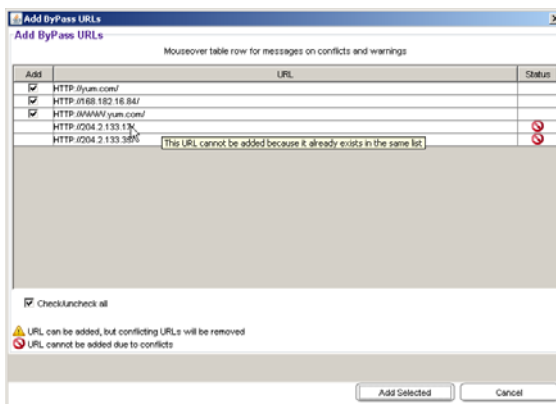 Add ByPass URLs
Add ByPass URLs
Mouseover table row for messages on conflicts and warnings
Add URL Status
HTTP://yum.com/
HTTP://168.182.16.84/
HTTP://WWW.yum.com/
HTTP://204.2.133.17/
HTTP://204.2.133.35/
This URL cannot be added because it already exists in the same list
Check/uncheck all
URL can be added, but conflicting URLs will be removed
URL cannot be added due to conflicts
Add Selected Cancel